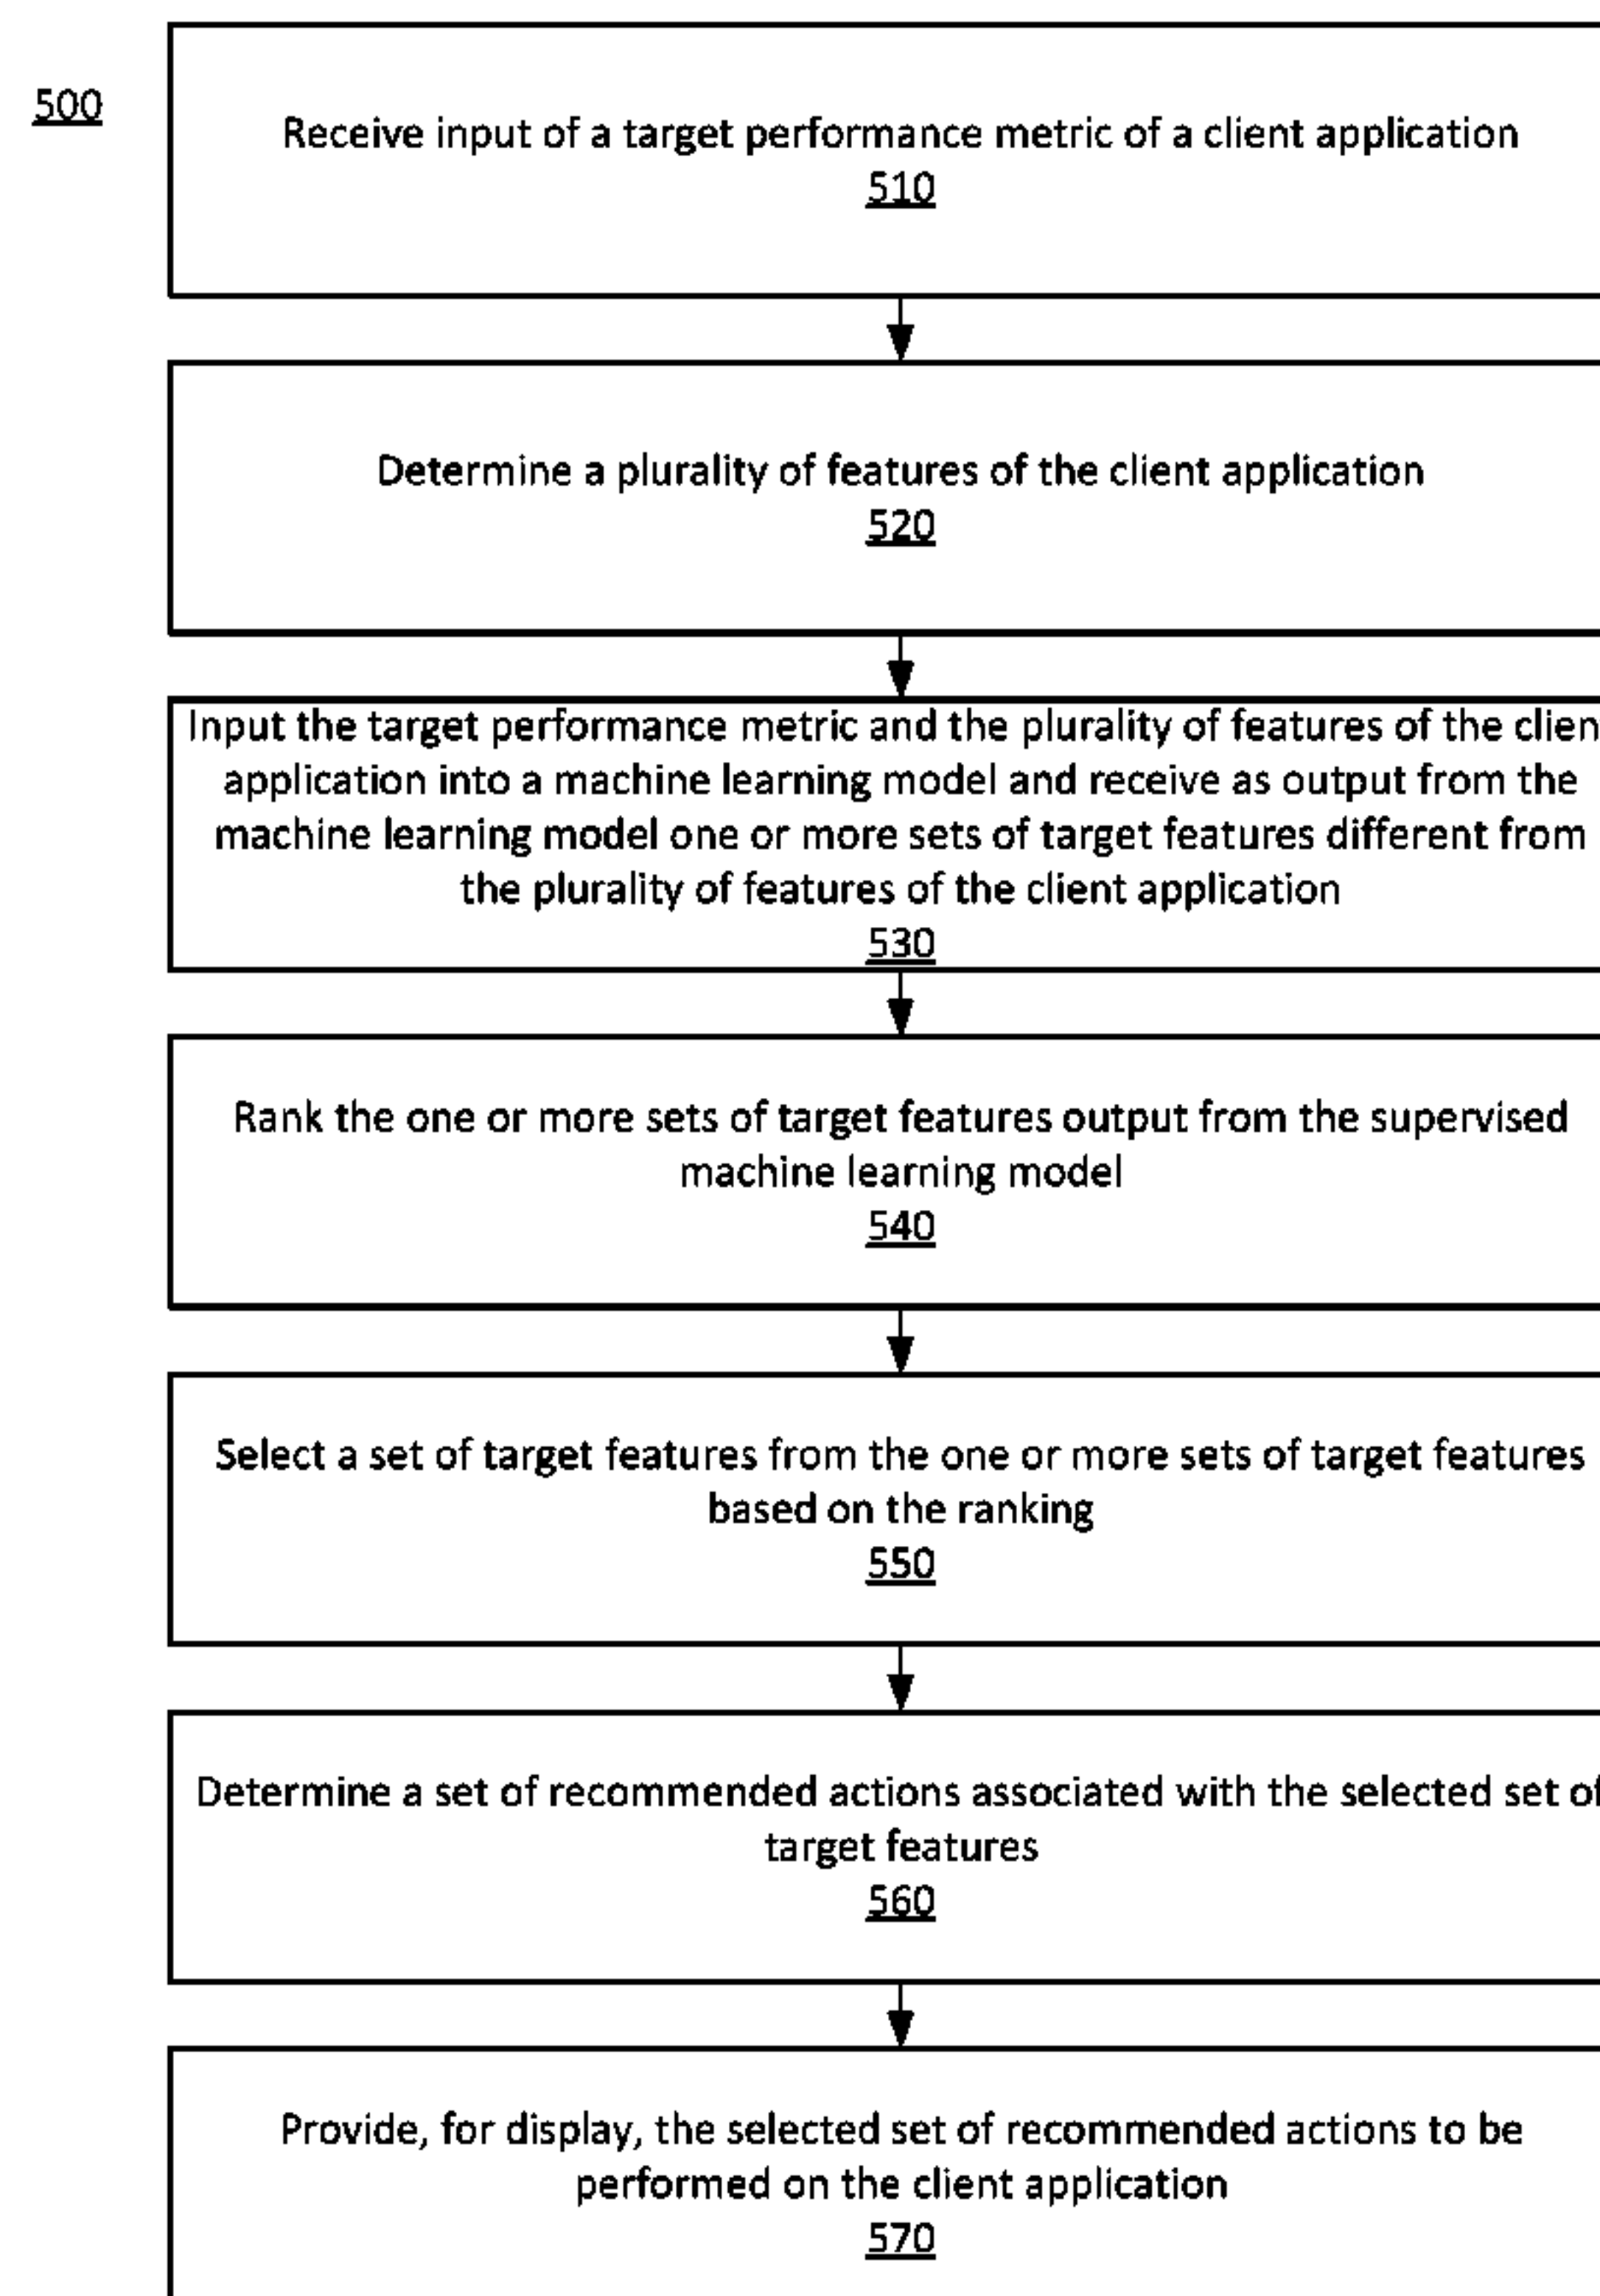 500
Receive input of a target performance metric of a client application
510
Determine a plurality of features of the client application
520
Input the target performance metric and the plurality of features of the clien
application into a machine learning model and receive as output from the
machine learning model one or more sets of target features different from
the plurality of features of the client application
530
Rank the one or more sets of target features output from the supervised
machine learning model
540
Select a set of target features from the one or more sets of target features
based on the ranking
550
Determine a set of recommended actions associated with the selected set of
target features
560
Provide, for display, the selected set of recommended actions to be
performed on the client application
570